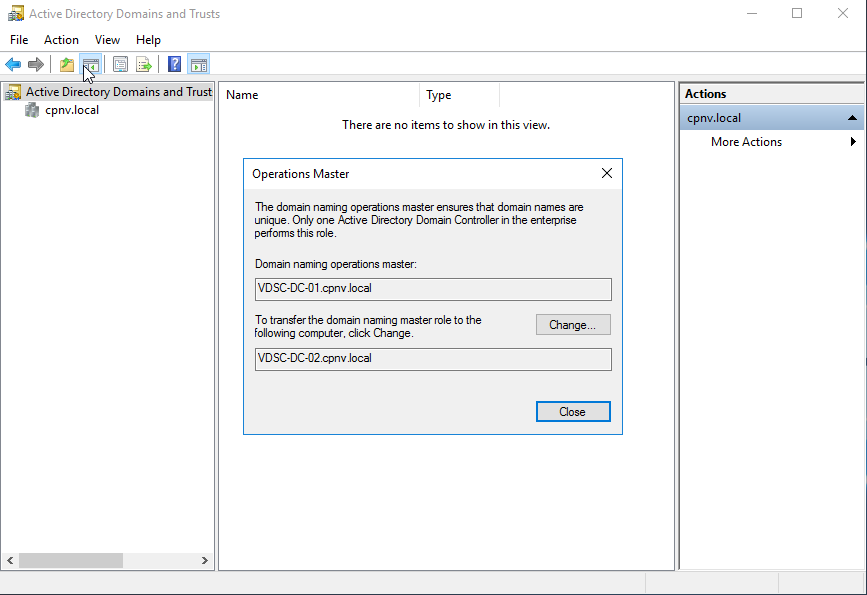 Active Directory Domains and Trusts
File Action View Help
Active Directory Domains and Trust
cpnv.local
Name Type
There are no items to show in this view.
Operations Master
The domain naming operations master ensures that domain names are
unique. Only one Active Directory Domain Controller in the enterprise
performs this role.
Domain naming operations master:
VDSC-DC-01.cpnv.local
To transfer the domain naming master role to the
following computer, click Change.
Change...
VDSC-DC-02.cpnv.local
Close
Actions
cpnv.local
More Actions